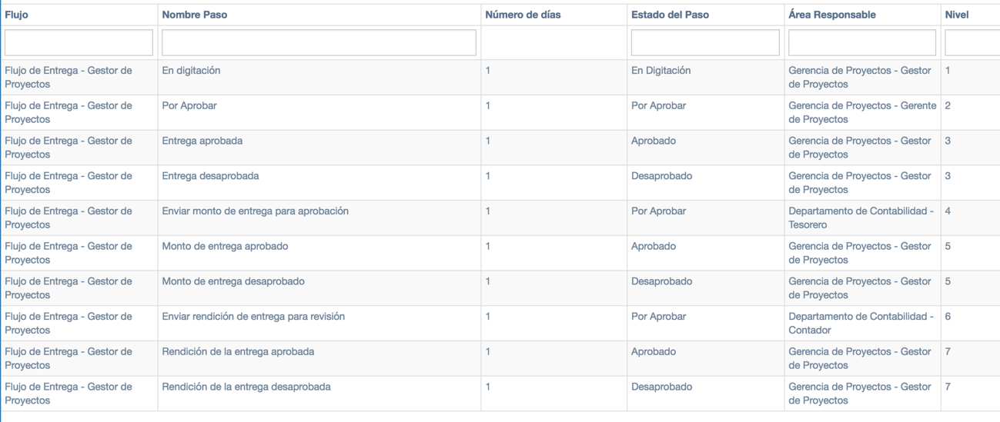 Flujo Nombre Paso Número de días Estado del Paso Área Responsable Nivel
Flujo de Entrega - Gestor de En digitación 1 En Digitación Gerencia de Proyectos - Gestor 1
Proyectos de Proyectos
Flujo de Entrega - Gestor de Por Aprobar 1 Por Aprobar Gerencia de Proyectos - Gerente 2
Proyectos de Proyectos
Flujo de Entrega - Gestor de Entrega aprobada 1 Aprobado Gerencia de Proyectos - Gestor 3
Proyectos de Proyectos
Flujo de Entrega - Gestor de Entrega desaprobada 1 Desaprobado Gerencia de Proyectos - Gestor 3
Proyectos de Proyectos
Flujo de Entrega - Gestor de Enviar monto de entrega para aprobación 1 Por Aprobar Departamento de Contabilidad - 4
Proyectos Tesorero
Flujo de Entrega - Gestor de Monto de entrega aprobado 1 Aprobado Gerencia de Proyectos - Gestor 5
Proyectos de Proyectos
Flujo de Entrega - Gestor de Monto de entrega desaprobado 1 Desaprobado Gerencia de Proyectos - Gestor 5
Proyectos de Proyectos
Flujo de Entrega - Gestor de Enviar rendición de entrega para revisión 1 Por Aprobar Departamento de Contabilidad - 6
Proyectos Contador
Flujo de Entrega - Gestor de Rendición de la entrega aprobada 1 Aprobado Gerencia de Proyectos - Gestor 7
Proyectos de Proyectos
Flujo de Entrega - Gestor de Rendición de la entrega desaprobada 1 Desaprobado Gerencia de Proyectos - Gestor 7
Proyectos de Proyectos